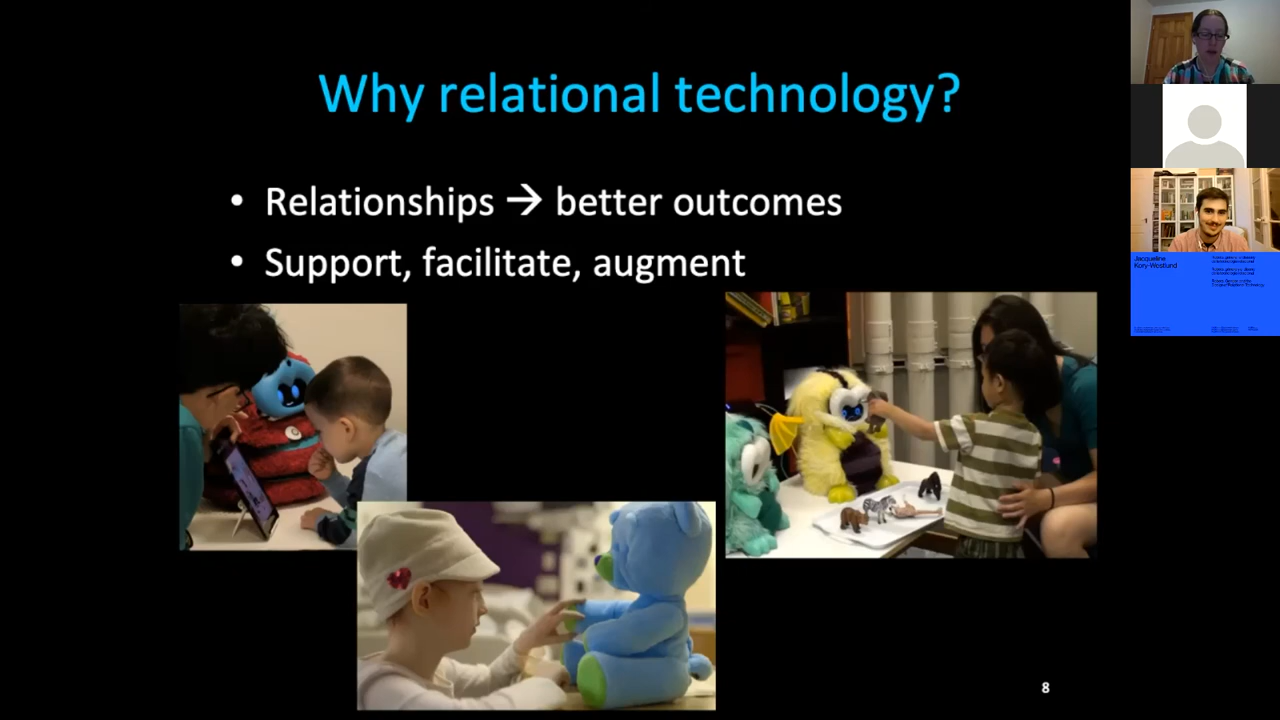 Why relational technology?
• Relationships → better outcomes
• Support, facilitate, augment
8
Jacqueline
Kory-Westlund